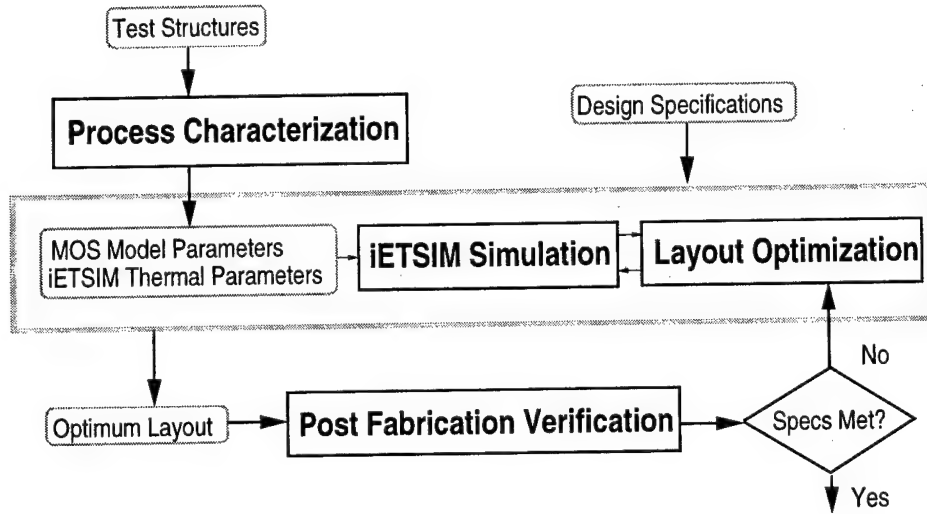 Test Structures
Process Characterization
Design Specifications
MOS Model Parameters
iETSIM Thermal Parameters
iETSIM Simulation
Layout Optimization
No
Optimum Layout
Post Fabrication Verification
Specs Met?
Yes